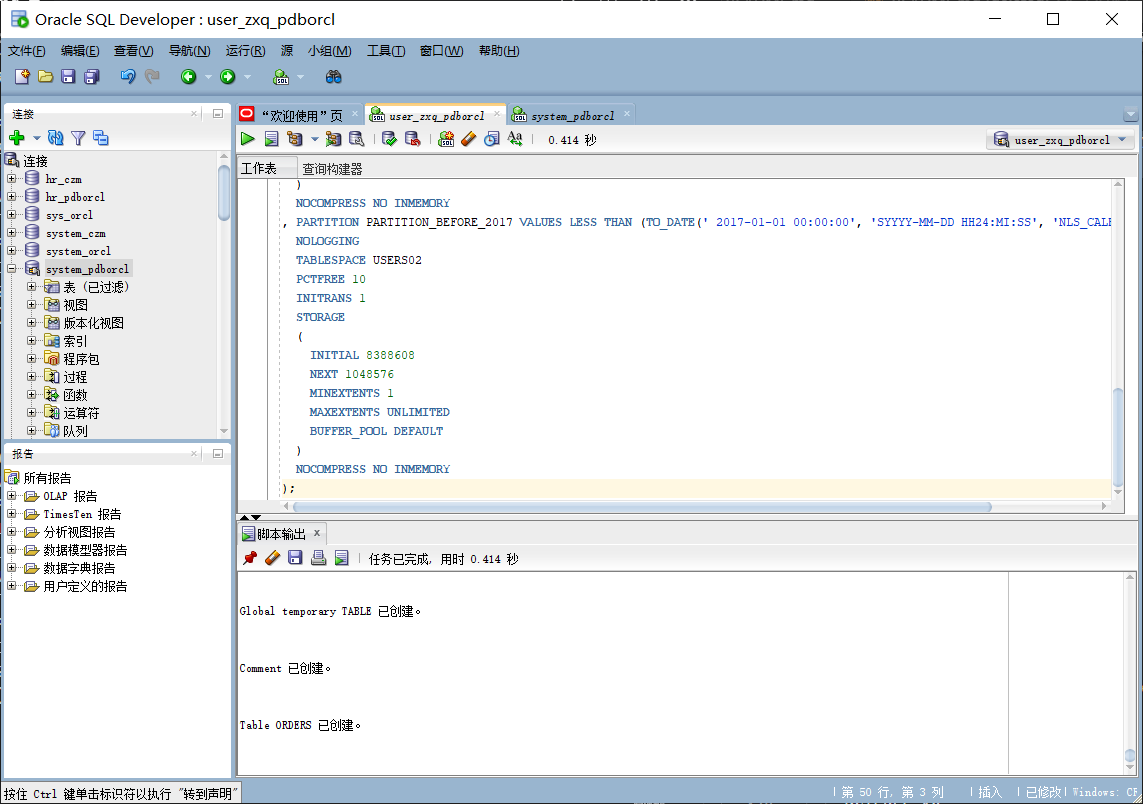 Oracle SQL Developer : user_zxq_pdborcl
文件(F) 编辑(E) 查看(V) 导航(N) 运行(R) 源 小组(M) 工具(T) 窗口(W) 帮助(H)
连接
连接
hr_czm
hr_pdborcl
sys_orcl
system_czm
system_orcl
system_pdborcl
表 (已过滤)
视图
版本化视图
索引
程序包
过程
函数
运算符
队列
报告
所有报告
OLAP 报告
TimesTen 报告
分析视图报告
数据模型器报告
数据字典报告
用户定义的报告
“欢迎使用”页 user_zxq_pdborcl system_pdborcl
0.414 秒 user_zxq_pdborcl
工作表 查询构建器
)
NOCOMPRESS NO INMEMORY
, PARTITION PARTITION_BEFORE_2017 VALUES LESS THAN (TO_DATE(' 2017-01-01 00:00:00', 'SYYYY-MM-DD HH24:MI:SS',
NOLOGGING
TABLESPACE USERS02
PCTFREE 10
INITRANS 1
STORAGE
(
INITIAL 8388608
NEXT 1048576
MINEXTENTS 1
MAXEXTENTS UNLIMITED
BUFFER_POOL DEFAULT
)
NOCOMPRESS NO INMEMORY
);
脚本输出
任务已完成, 用时 0.414 秒
Global temporary TABLE 已创建。
Comment 已创建。
Table ORDERS 已创建。
按住 Ctrl 键单击标识符以执行 "转到声明"
第 50 行, 第 3 列 插入 已修改 Windows: